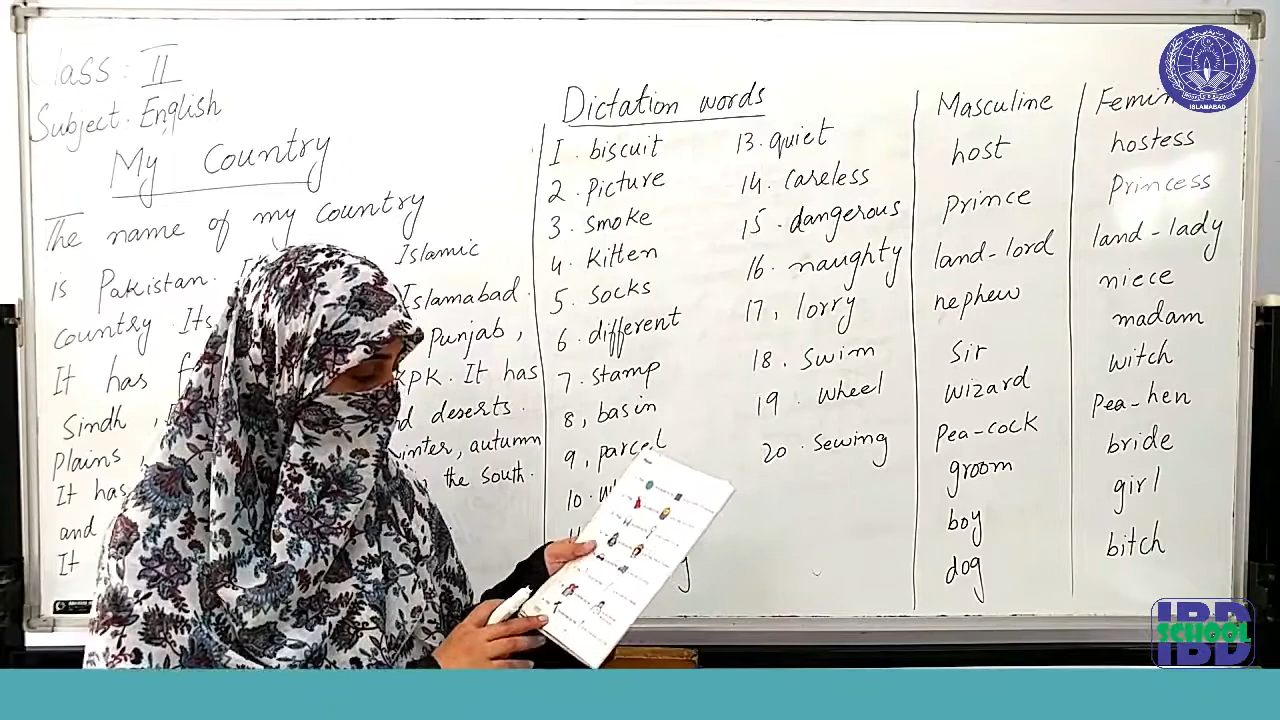 Class: II
Subject. English
My Country
The name of my country
is Pakistan. Islamic
country. Its Islamabad.
It has Punjab,
Sindh, KPK. It has
plains, deserts.
It has winter, autumn
and the south.
It
Dictation words
1. biscuit
2. Picture
3. Smoke
4. Kitten
5. Socks
6. different
7. stamp
8, basin
9, parcel
10.
13. quiet
14. Careless
15. dangerous
16. naughty
17, lorry
18. Swim
19. wheel
20. Sewing
Masculine
host
Prince
land-lord
nephew
Sir
wizard
Pea-cock
groom
boy
dog
hostess
Princess
land-lady
niece
madam
witch
Pea-hen
bride
girl
bitch
ISLAMABAD
IBD
SCHOOL
IBD